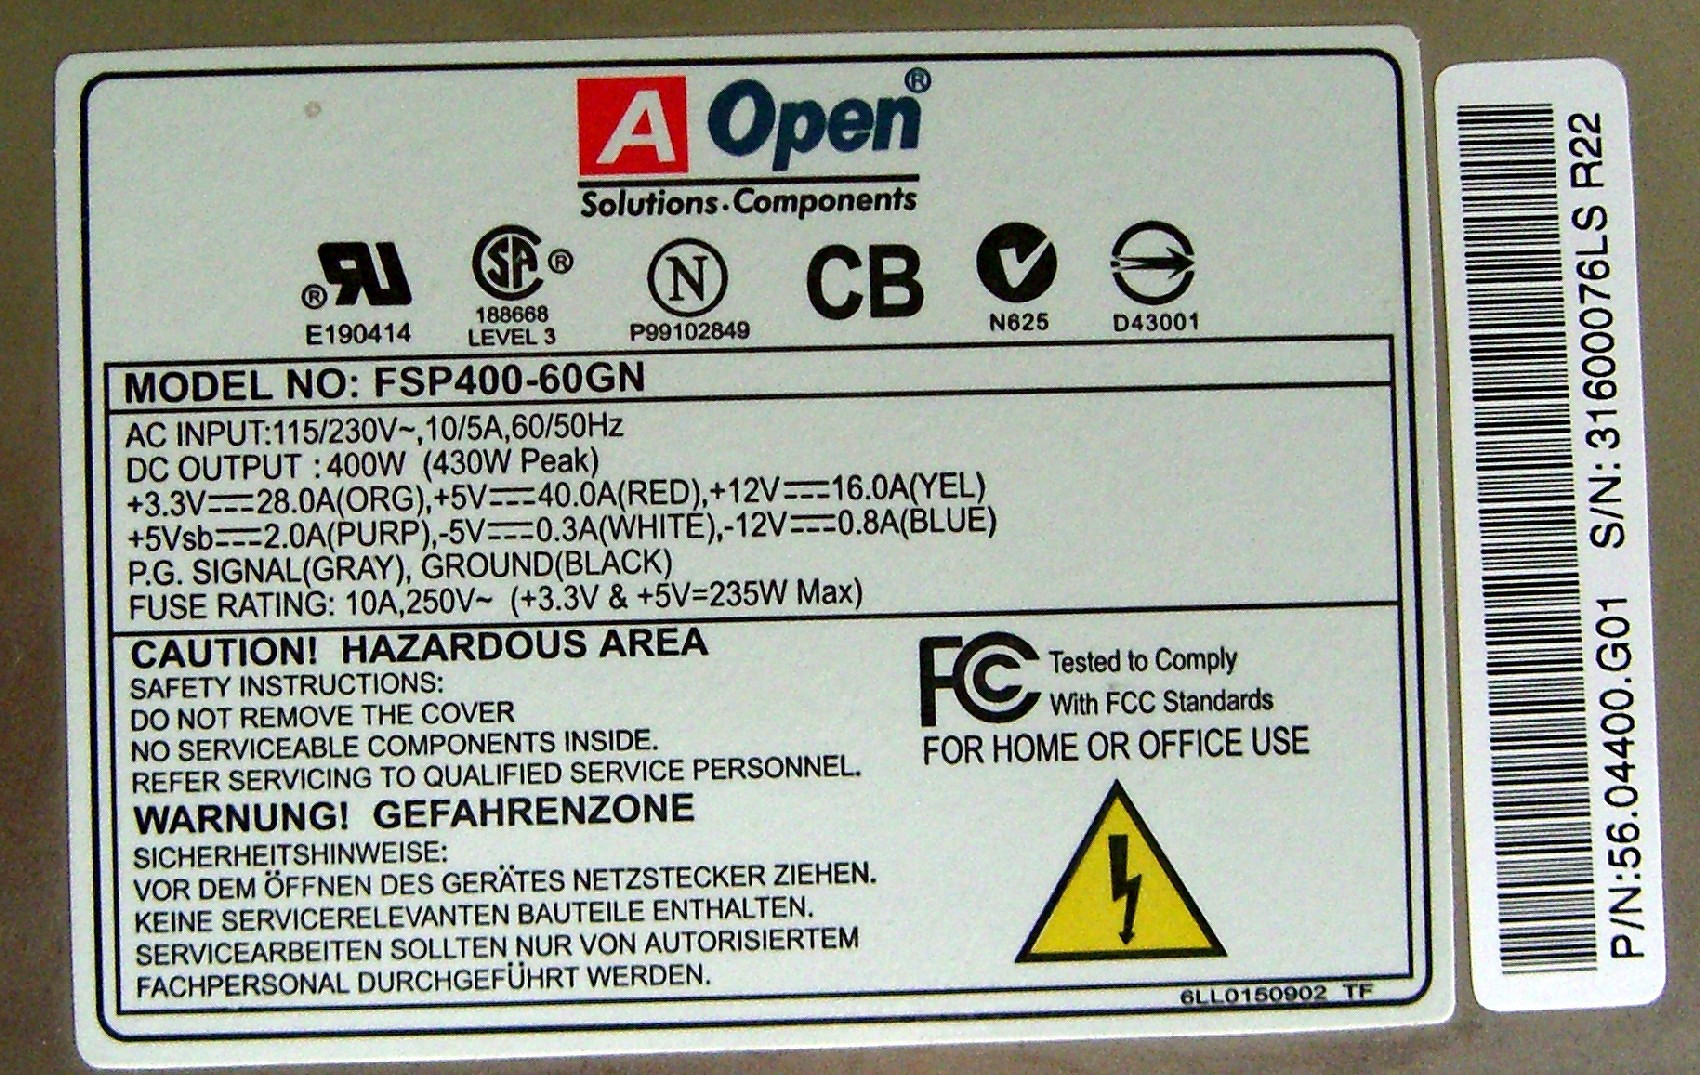 A Open®
Solutions.Components
® RU
E190414
SA ®
188668
LEVEL 3
N
P99102849
CB
N625
D43001
MODEL NO: FSP400-60GN
AC INPUT:115/230V~,10/5A,60/50Hz
DC OUTPUT : 400W (430W Peak)
+3.3V⎓28.0A(ORG),+5V⎓40.0A(RED),+12V⎓16.0A(YEL)
+5Vsb⎓2.0A(PURP),-5V⎓0.3A(WHITE),-12V⎓0.8A(BLUE)
P.G. SIGNAL(GRAY), GROUND(BLACK)
FUSE RATING: 10A,250V~ (+3.3V & +5V=235W Max)
CAUTION! HAZARDOUS AREA
SAFETY INSTRUCTIONS:
DO NOT REMOVE THE COVER
NO SERVICEABLE COMPONENTS INSIDE.
REFER SERVICING TO QUALIFIED SERVICE PERSONNEL.
WARNUNG! GEFAHRENZONE
SICHERHEITSHINWEISE:
VOR DEM ÖFFNEN DES GERÄTES NETZSTECKER ZIEHEN.
KEINE SERVICERELEVANTEN BAUTEILE ENTHALTEN.
SERVICEARBEITEN SOLLTEN NUR VON AUTORISIERTEM
FACHPERSONAL DURCHGEFÜHRT WERDEN.
FC Tested to Comply
With FCC Standards
FOR HOME OR OFFICE USE
6LL0150902 TF
P/N:56.04400.G01 S/N:31600076LS R22